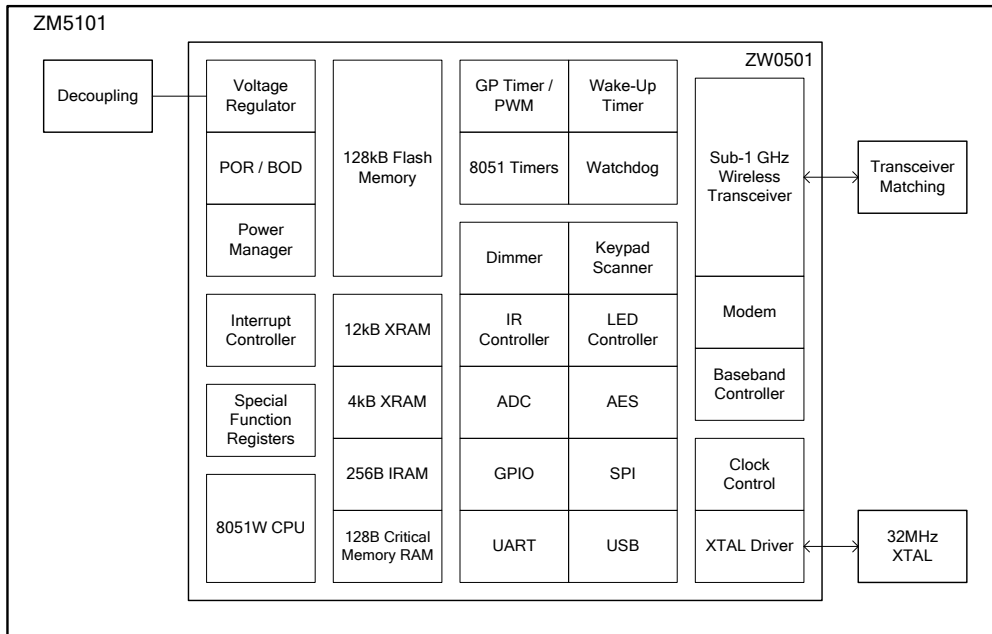 ZM5101
ZW0501
Decoupling
Voltage
Regulator
POR / BOD
Power
Manager
Interrupt
Controller
Special
Function
Registers
8051W CPU
128kB Flash
Memory
12kB XRAM
4kB XRAM
256B IRAM
128B Critical
Memory RAM
GP Timer /
PWM
Wake-Up
Timer
8051 Timers
Watchdog
Dimmer
Keypad
Scanner
IR
Controller
LED
Controller
ADC
AES
GPIO
SPI
UART
USB
Sub-1 GHz
Wireless
Transceiver
Modem
Baseband
Controller
Clock
Control
XTAL Driver
Transceiver
Matching
32MHz
XTAL